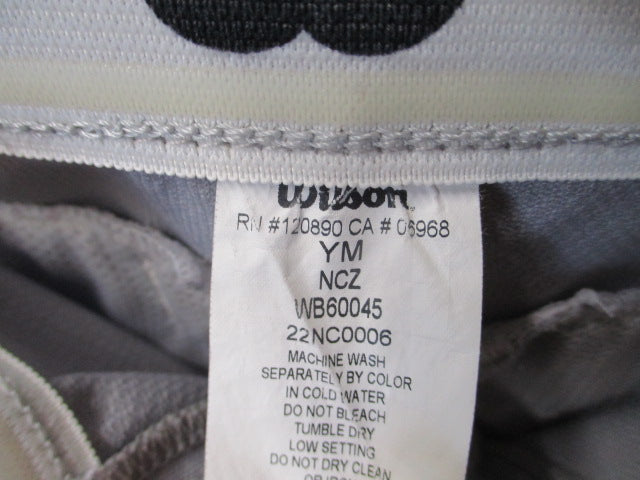 Wilson
RN #120890 CA # 06968
YM
NCZ
WB60045
22NC0006
MACHINE WASH
SEPARATELY BY COLOR
IN COLD WATER
DO NOT BLEACH
TUMBLE DRY
LOW SETTING
DO NOT DRY CLEAN